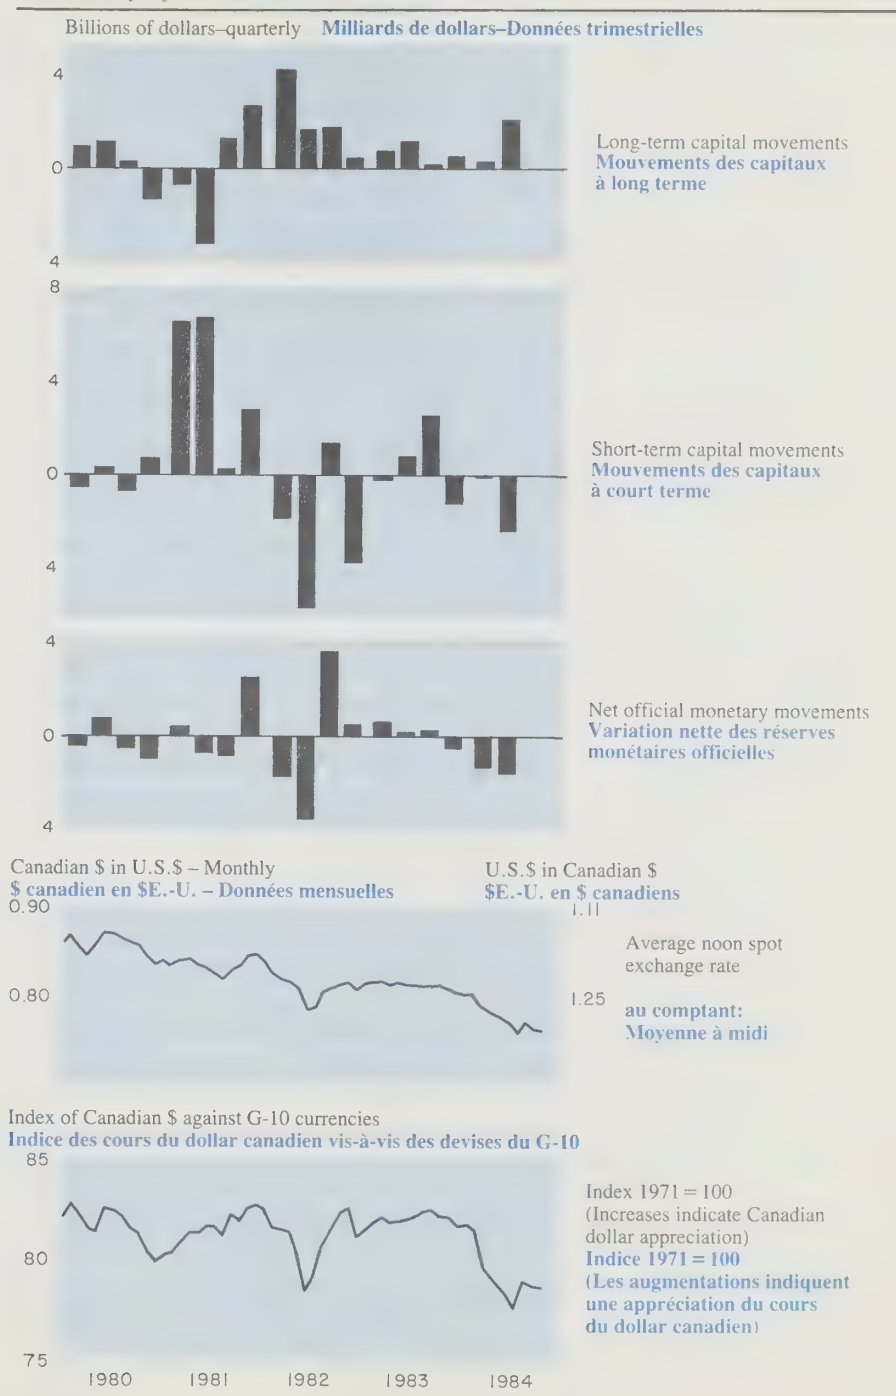 Billions of dollars–quarterly Milliards de dollars–Données trimestrielles
4
0
4
Long-term capital movements
Mouvements des capitaux
à long terme
8
4
0
4
Short-term capital movements
Mouvements des capitaux
à court terme
4
0
4
Net official monetary movements
Variation nette des réserves
monétaires officielles
Canadian $ in U.S.$ – Monthly
$ canadien en $E.-U. – Données mensuelles
U.S.$ in Canadian $
$E.-U. en $ canadiens
0.90
1.11
0.80
1.25
Average noon spot
exchange rate
au comptant:
Moyenne à midi
Index of Canadian $ against G-10 currencies
Indice des cours du dollar canadien vis-à-vis des devises du G-10
85
80
75
Index 1971 = 100
(Increases indicate Canadian
dollar appreciation)
Indice 1971 = 100
(Les augmentations indiquent
une appréciation du cours
du dollar canadien)
1980 1981 1982 1983 1984